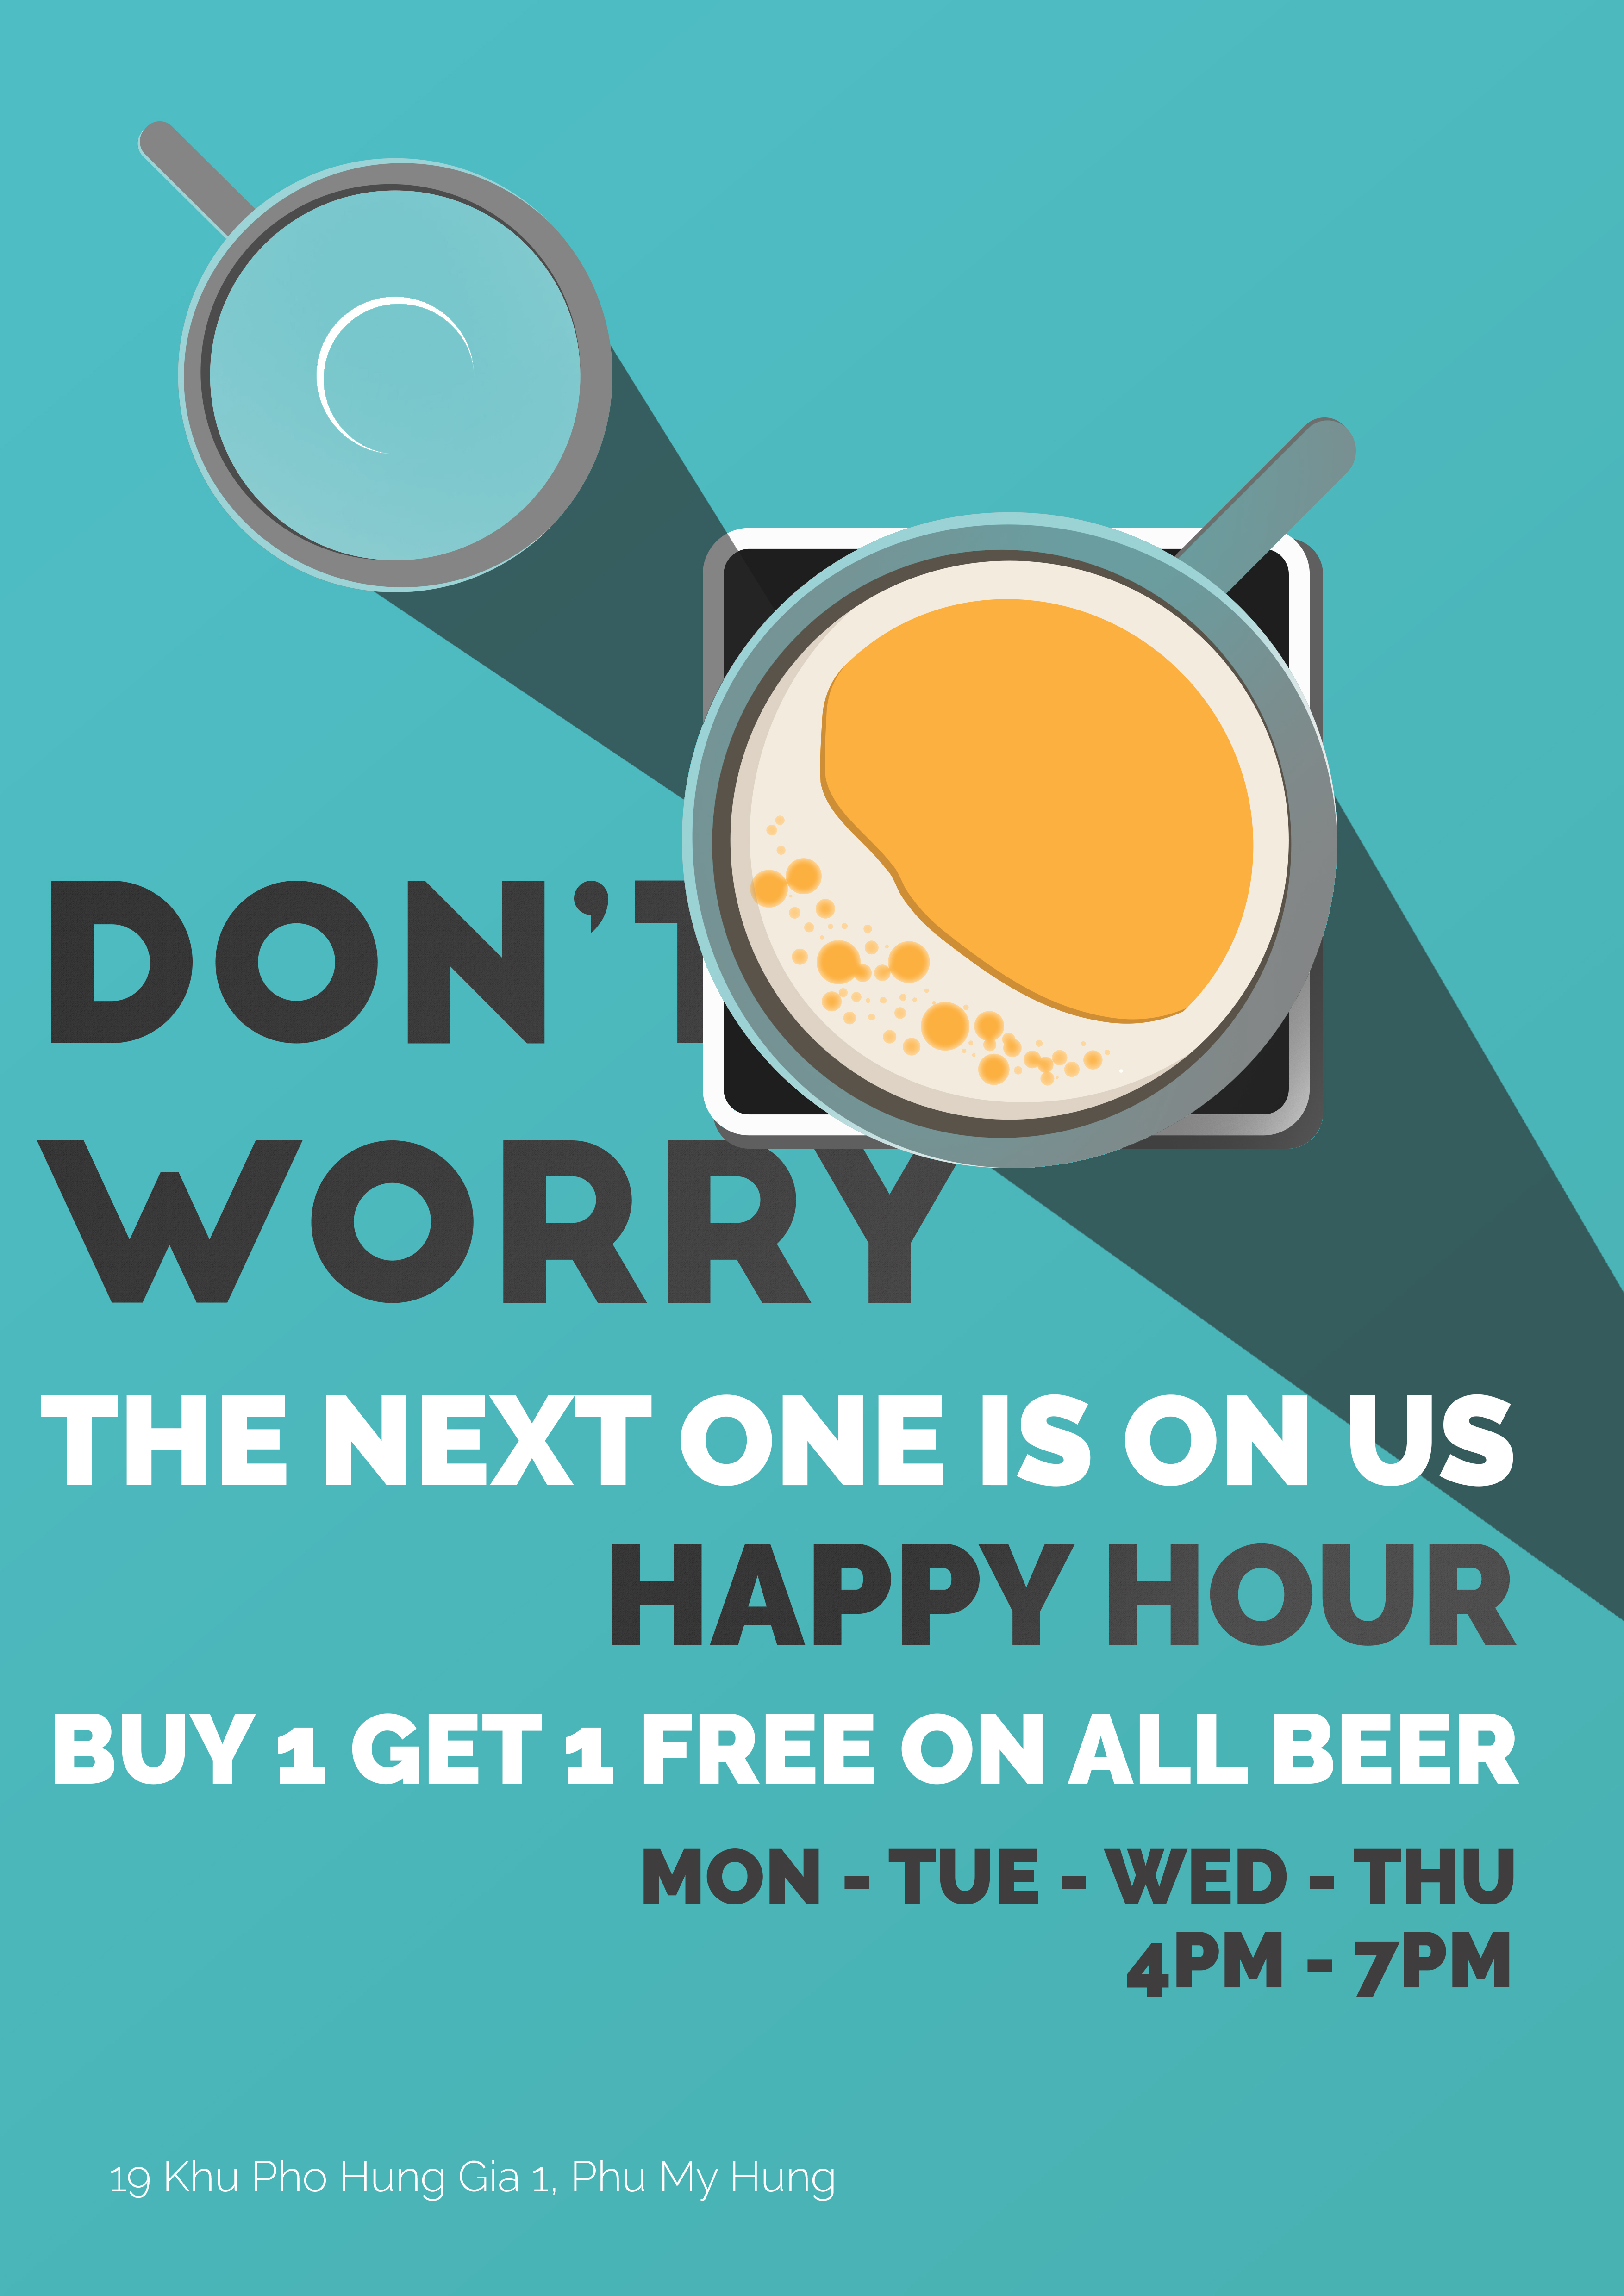 DON'T
WORRY
THE NEXT ONE IS ON US
HAPPY HOUR
BUY 1 GET 1 FREE ON ALL BEER
MON - TUE - WED - THU
4PM - 7PM
19 Khu Pho Hung Gia 1, Phu My Hung